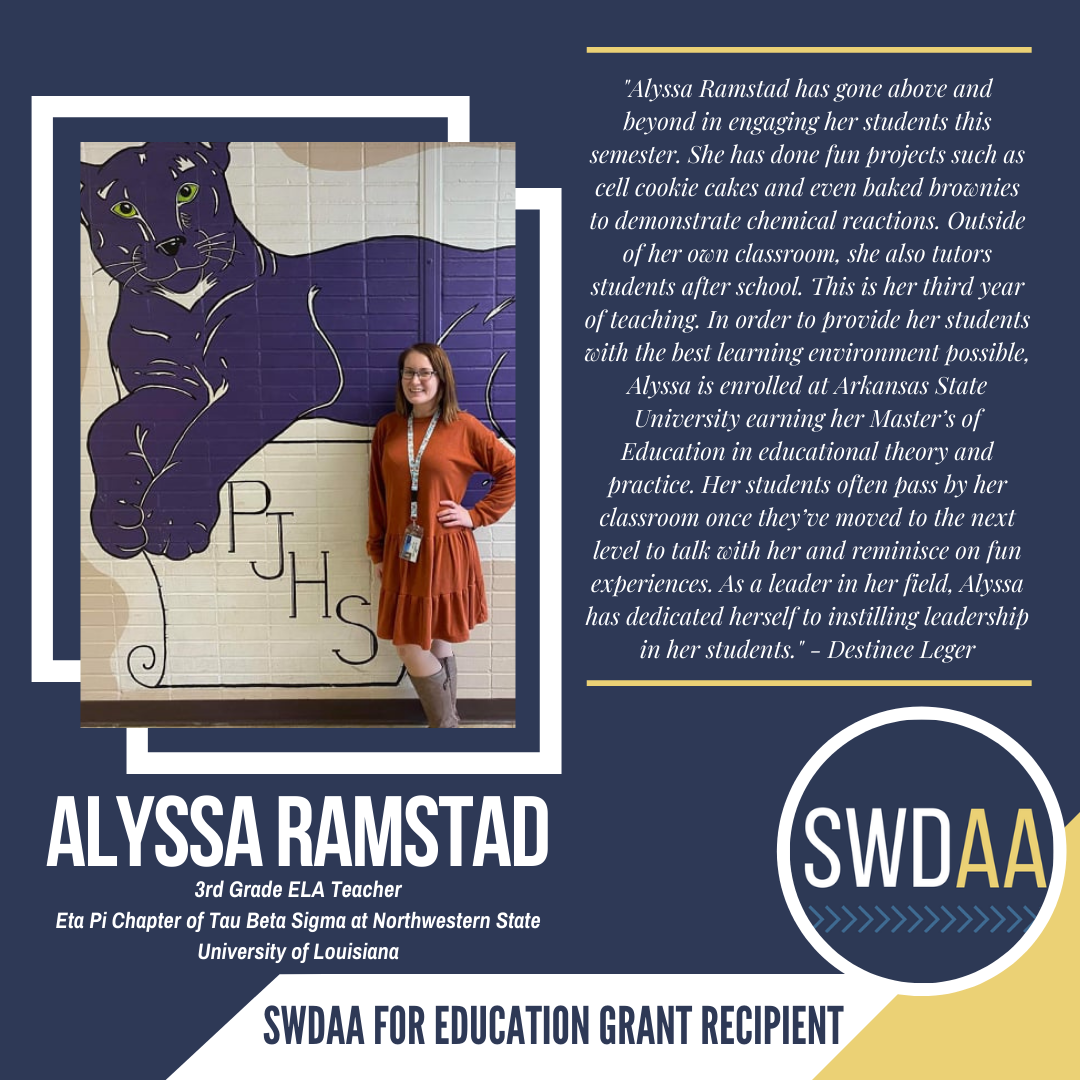 "Alyssa Ramstad has gone above and
beyond in engaging her students this
semester. She has done fun projects such as
cell cookie cakes and even baked brownies
to demonstrate chemical reactions. Outside
of her own classroom, she also tutors
students after school. This is her third year
of teaching. In order to provide her students
with the best learning environment possible,
Alyssa is enrolled at Arkansas State
University earning her Master’s of
Education in educational theory and
practice. Her students often pass by her
classroom once they’ve moved to the next
level to talk with her and reminisce on fun
experiences. As a leader in her field, Alyssa
has dedicated herself to instilling leadership
in her students." - Destinee Leger
PJHS
ALYSSA RAMSTAD
3rd Grade ELA Teacher
Eta Pi Chapter of Tau Beta Sigma at Northwestern State
University of Louisiana
SWDAA
SWDAA FOR EDUCATION GRANT RECIPIENT